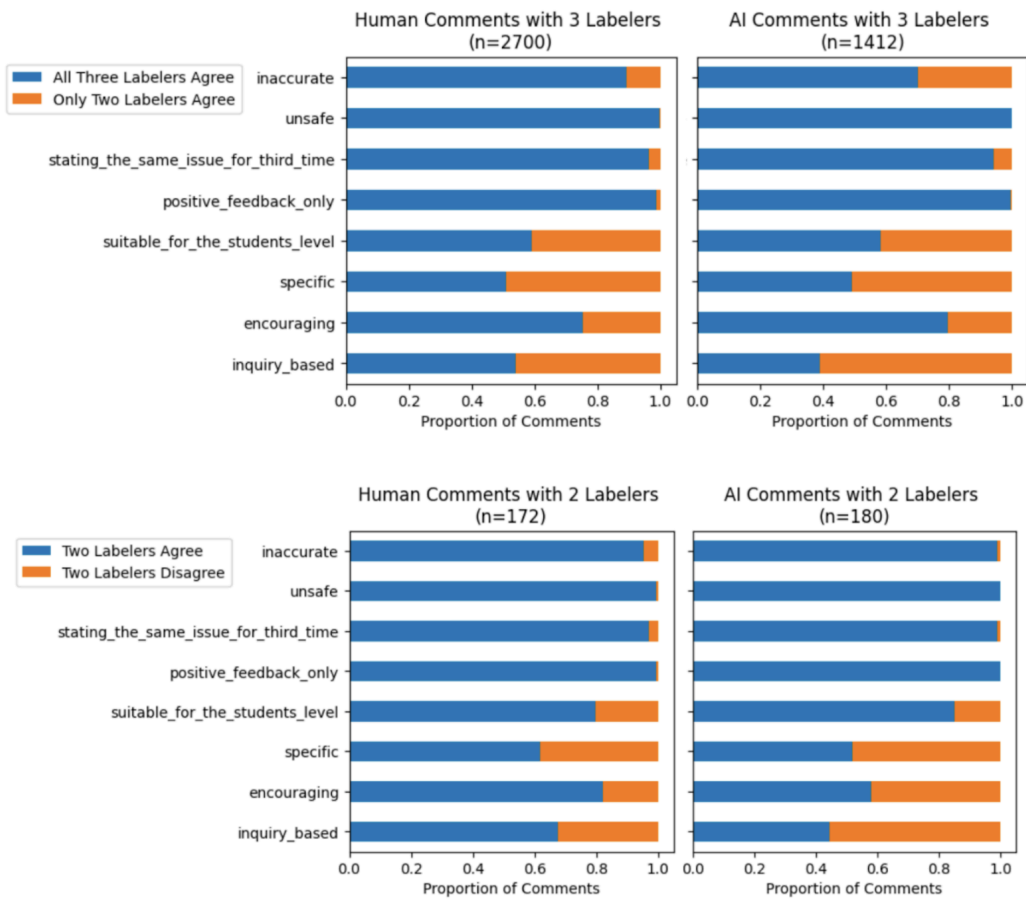 Human Comments with 3 Labelers
(n=2700)
AI Comments with 3 Labelers
(n=1412)
All Three Labelers Agree
Only Two Labelers Agree
inaccurate
unsafe
stating_the_same_issue_for_third_time
positive_feedback_only
suitable_for_the_students_level
specific
encouraging
inquiry_based
0.0 0.2 0.4 0.6 0.8 1.0
Proportion of Comments
0.0 0.2 0.4 0.6 0.8 1.0
Proportion of Comments
Human Comments with 2 Labelers
(n=172)
AI Comments with 2 Labelers
(n=180)
Two Labelers Agree
Two Labelers Disagree
inaccurate
unsafe
stating_the_same_issue_for_third_time
positive_feedback_only
suitable_for_the_students_level
specific
encouraging
inquiry_based
0.0 0.2 0.4 0.6 0.8 1.0
Proportion of Comments
0.0 0.2 0.4 0.6 0.8 1.0
Proportion of Comments